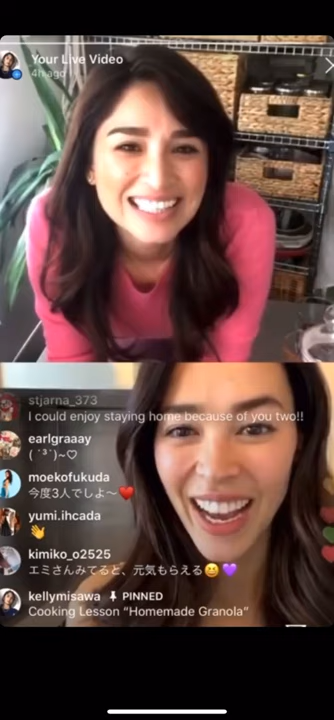 Your Live Video
4h ago
stjarna_373
I could enjoy staying home because of you two!!
earlgraaay
( ˙³˙)~♡
moekofukuda
今度3人でしよ〜❤️
yumi.ihcada
👋
kimiko_o2525
エミさんみてると、元気もらえる😀💜
kellymisawa 📌 PINNED
Cooking Lesson “Homemade Granola”